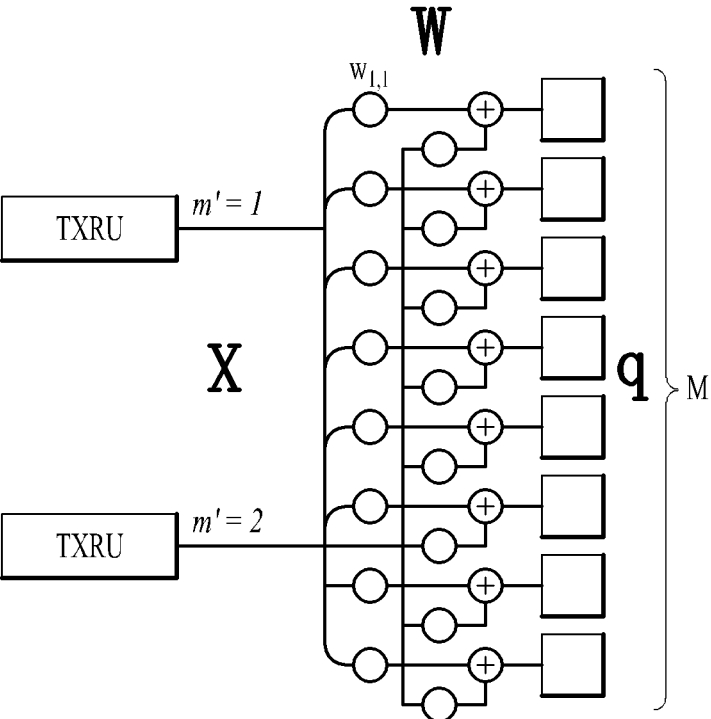 W
w1,1
+
+
TXRU
m' = 1
+
+
X
q
M
+
+
TXRU
m' = 2
+
+